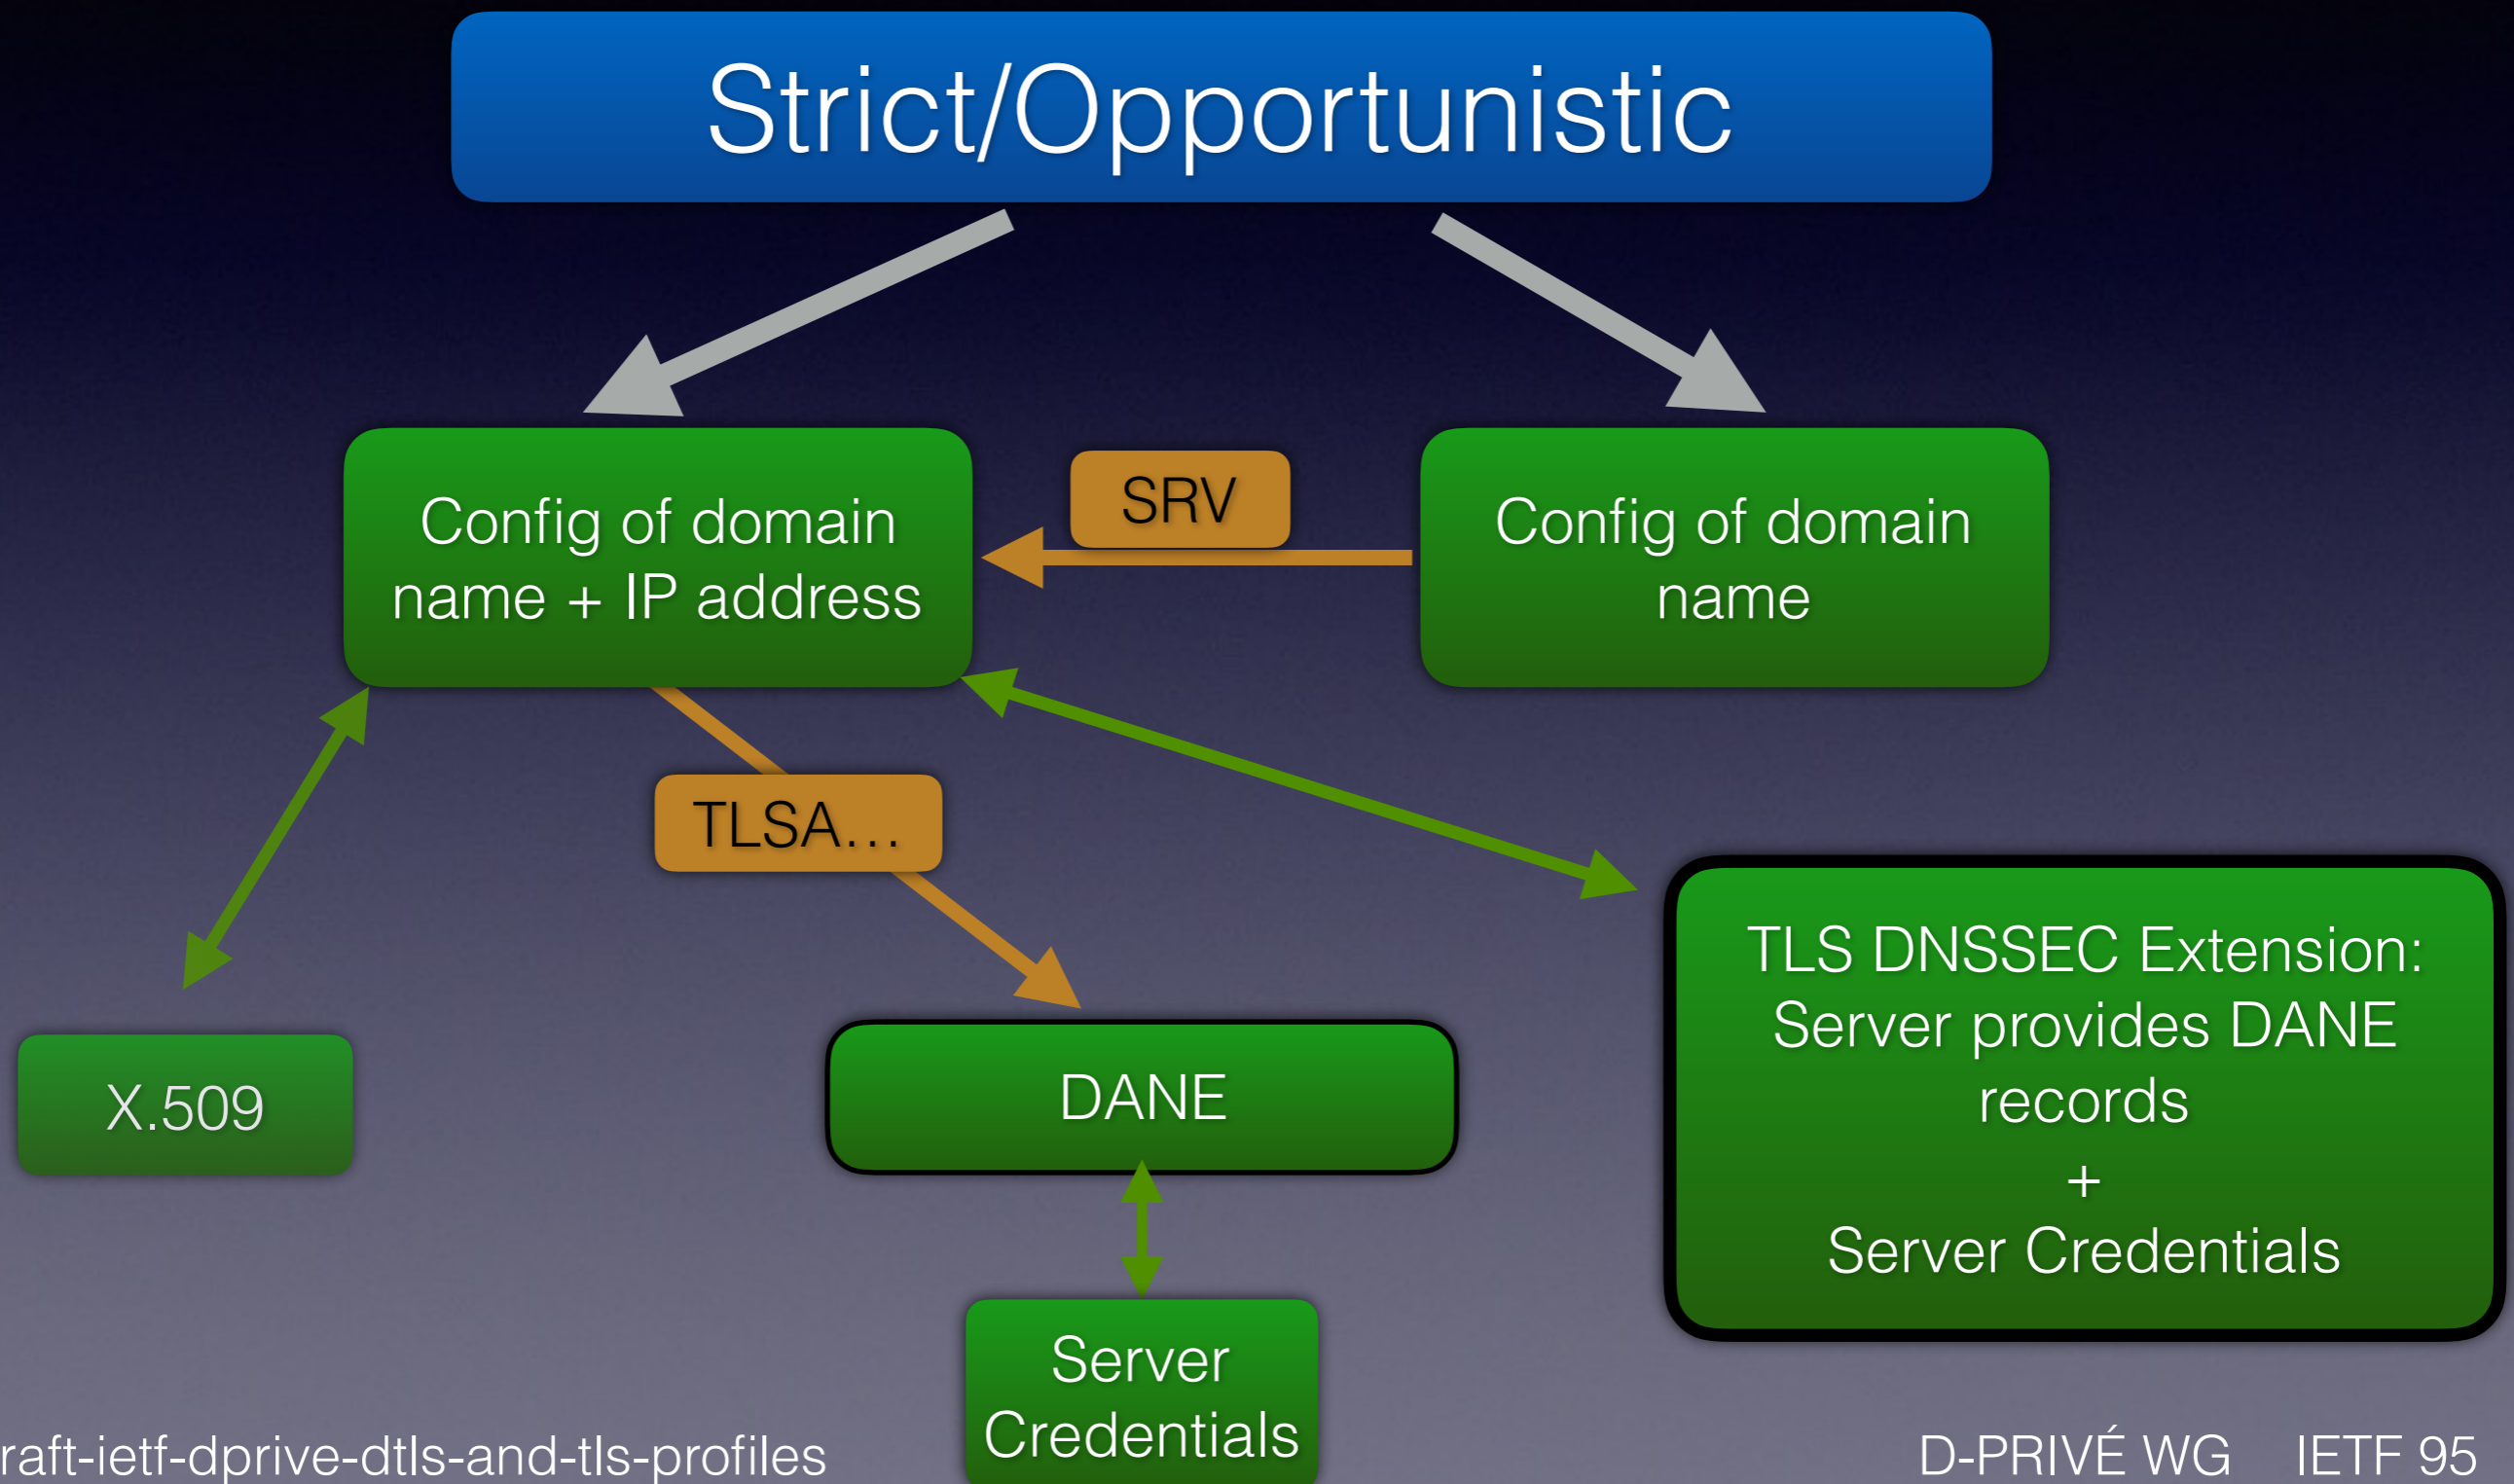 Strict/Opportunistic
Config of domain
name + IP address
SRV
Config of domain
name
TLSA…
TLS DNSSEC Extension:
Server provides DANE
records
+
Server Credentials
X.509
DANE
Server
Credentials
raft-ietf-dprive-dtls-and-tls-profiles
D-PRIVÉ WG IETF 95